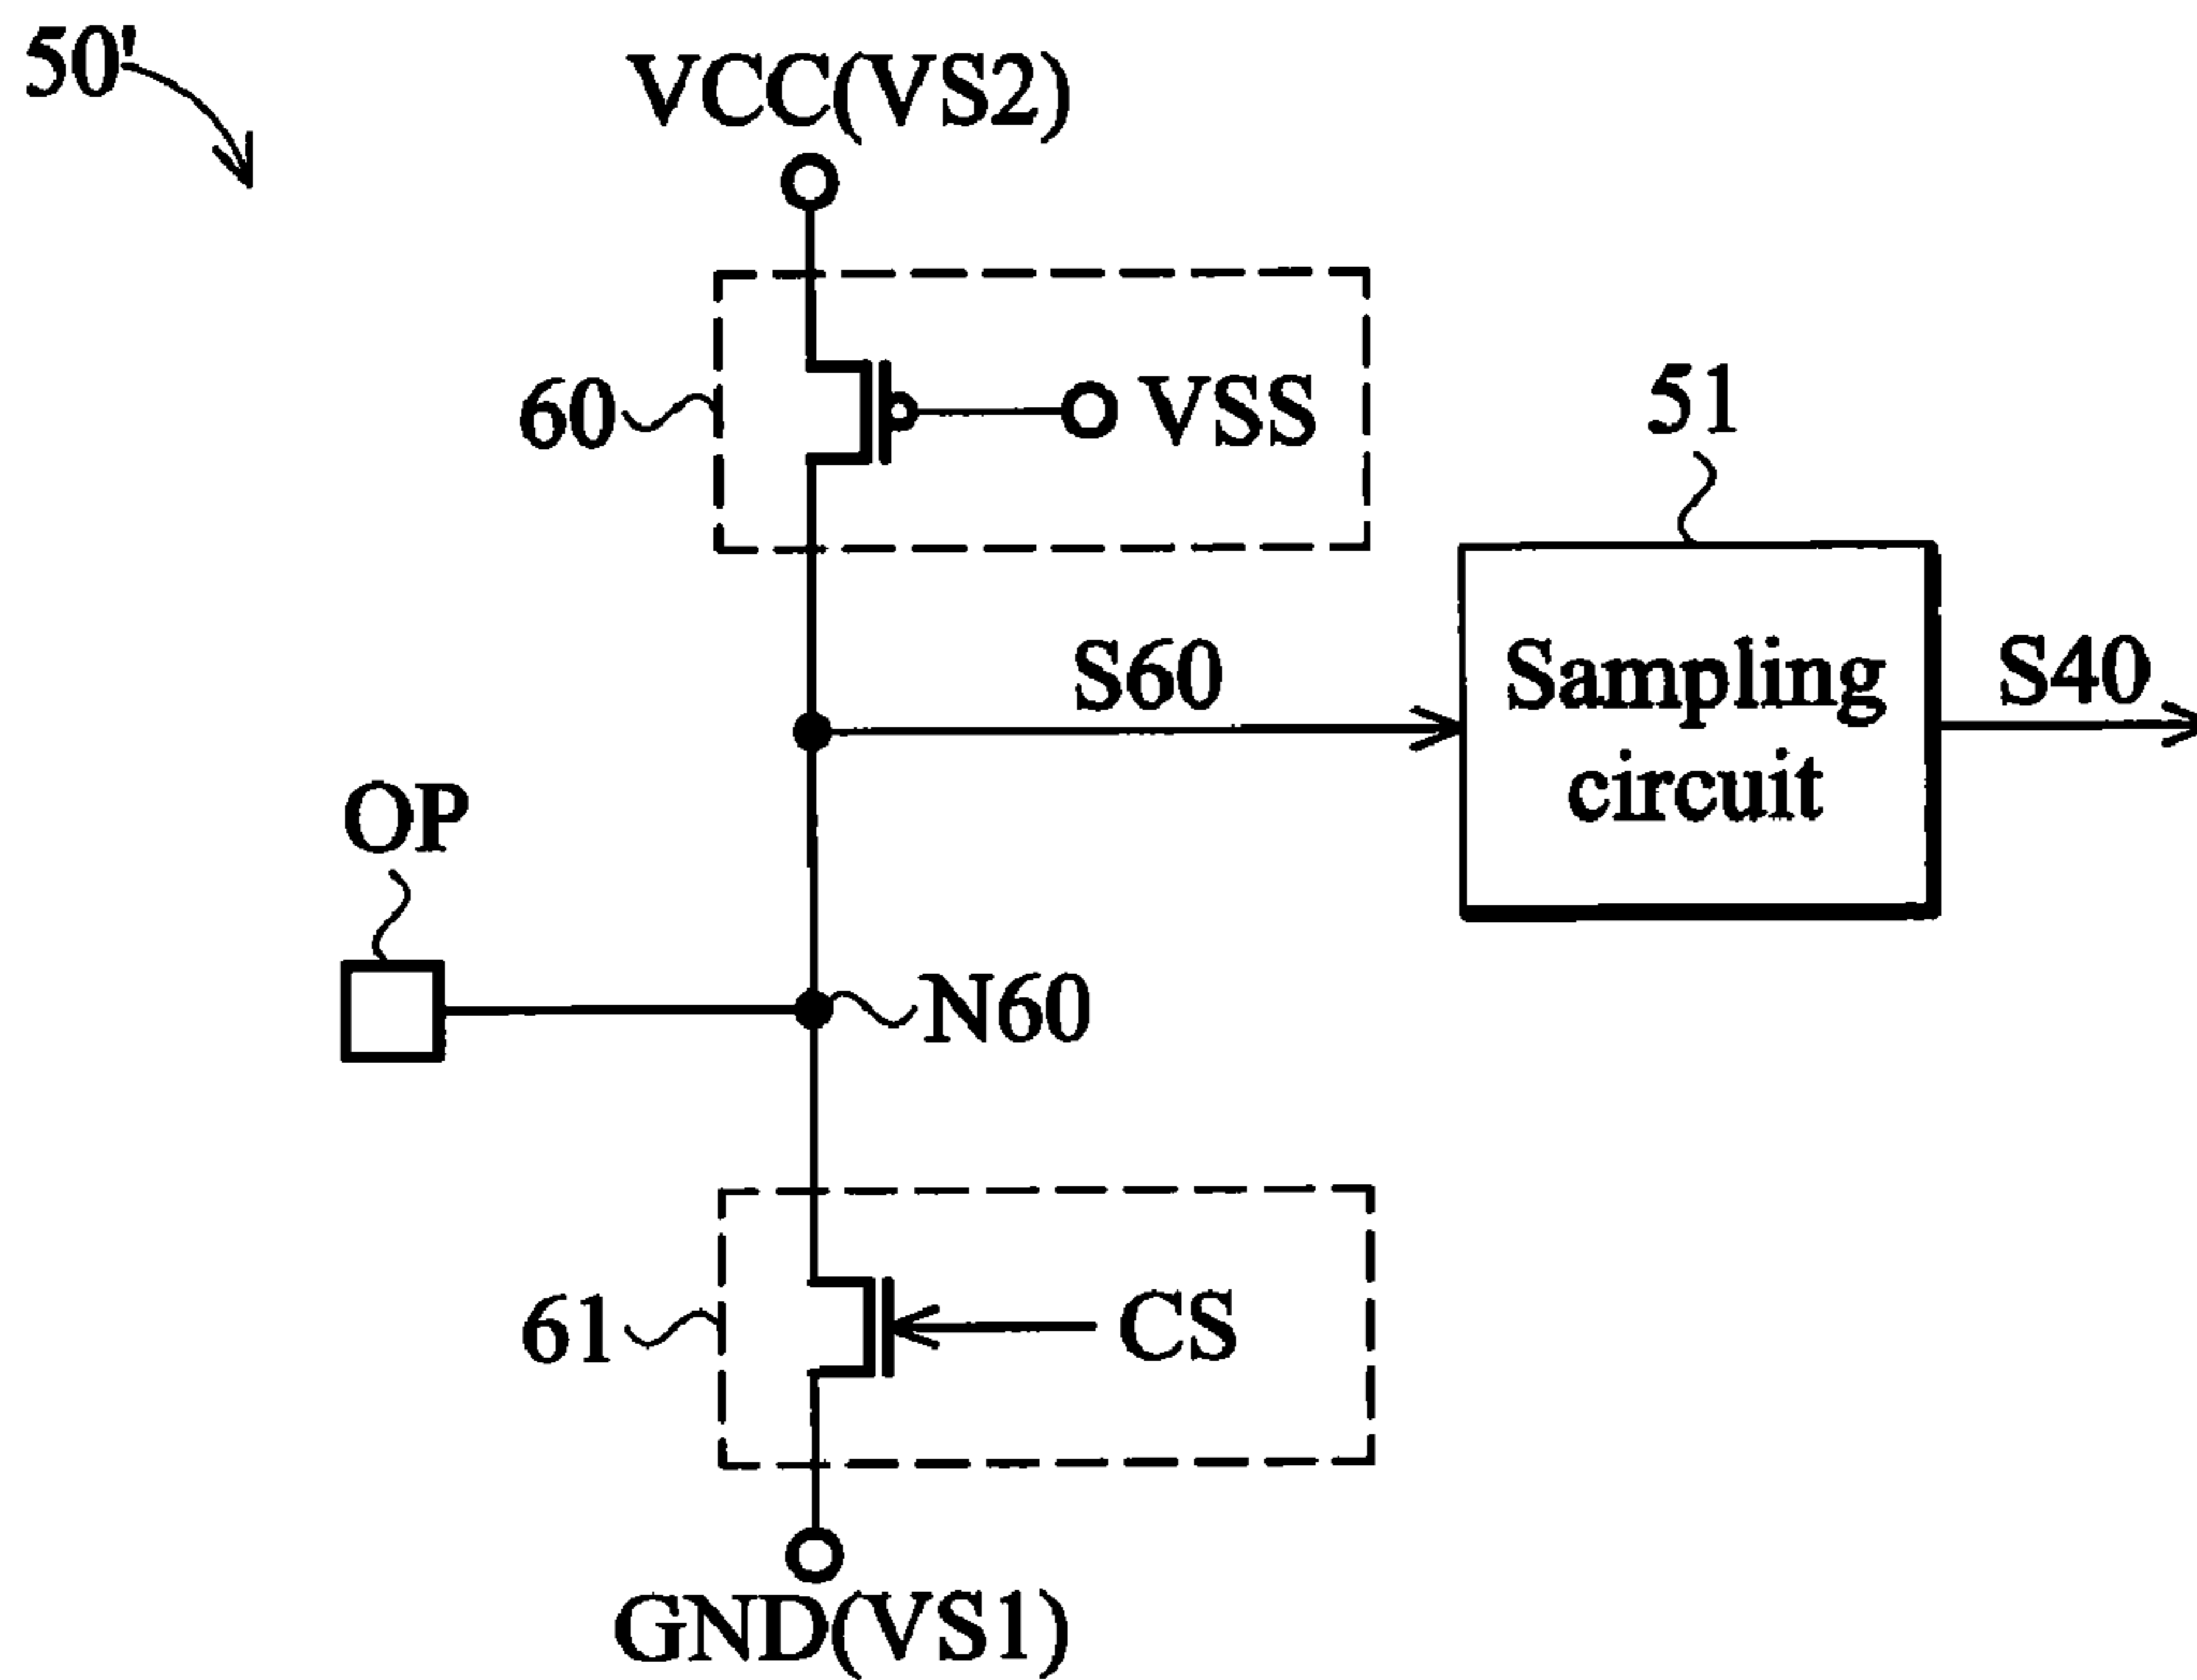 50'
VCC(VS2)
60
VSS
51
S60
Sampling
circuit
S40
OP
N60
61
CS
GND(VS1)